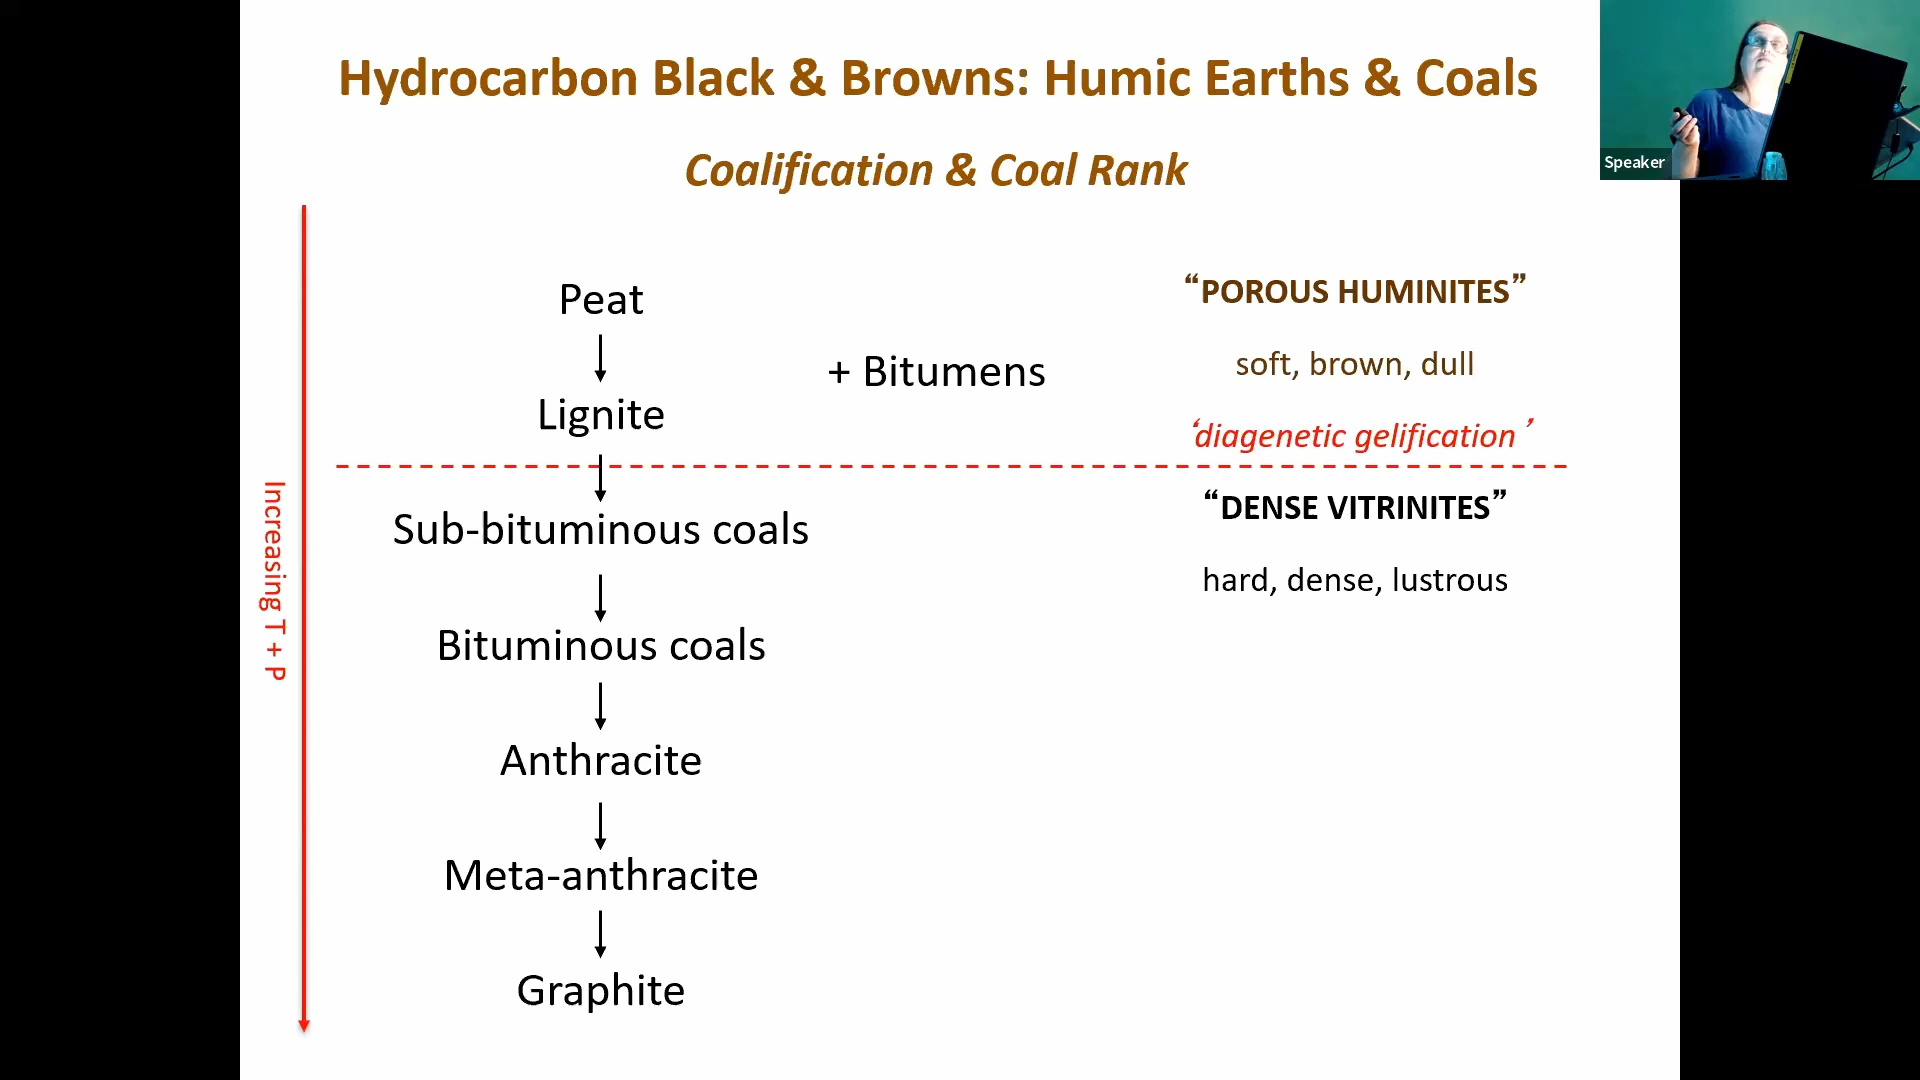 Hydrocarbon Black & Browns: Humic Earths & Coals
Coalification & Coal Rank
Speaker
Increasing T + P
Peat
Lignite
Sub-bituminous coals
Bituminous coals
Anthracite
Meta-anthracite
Graphite
+ Bitumens
“POROUS HUMINITES”
soft, brown, dull
‘diagenetic gelification’
“DENSE VITRINITES”
hard, dense, lustrous